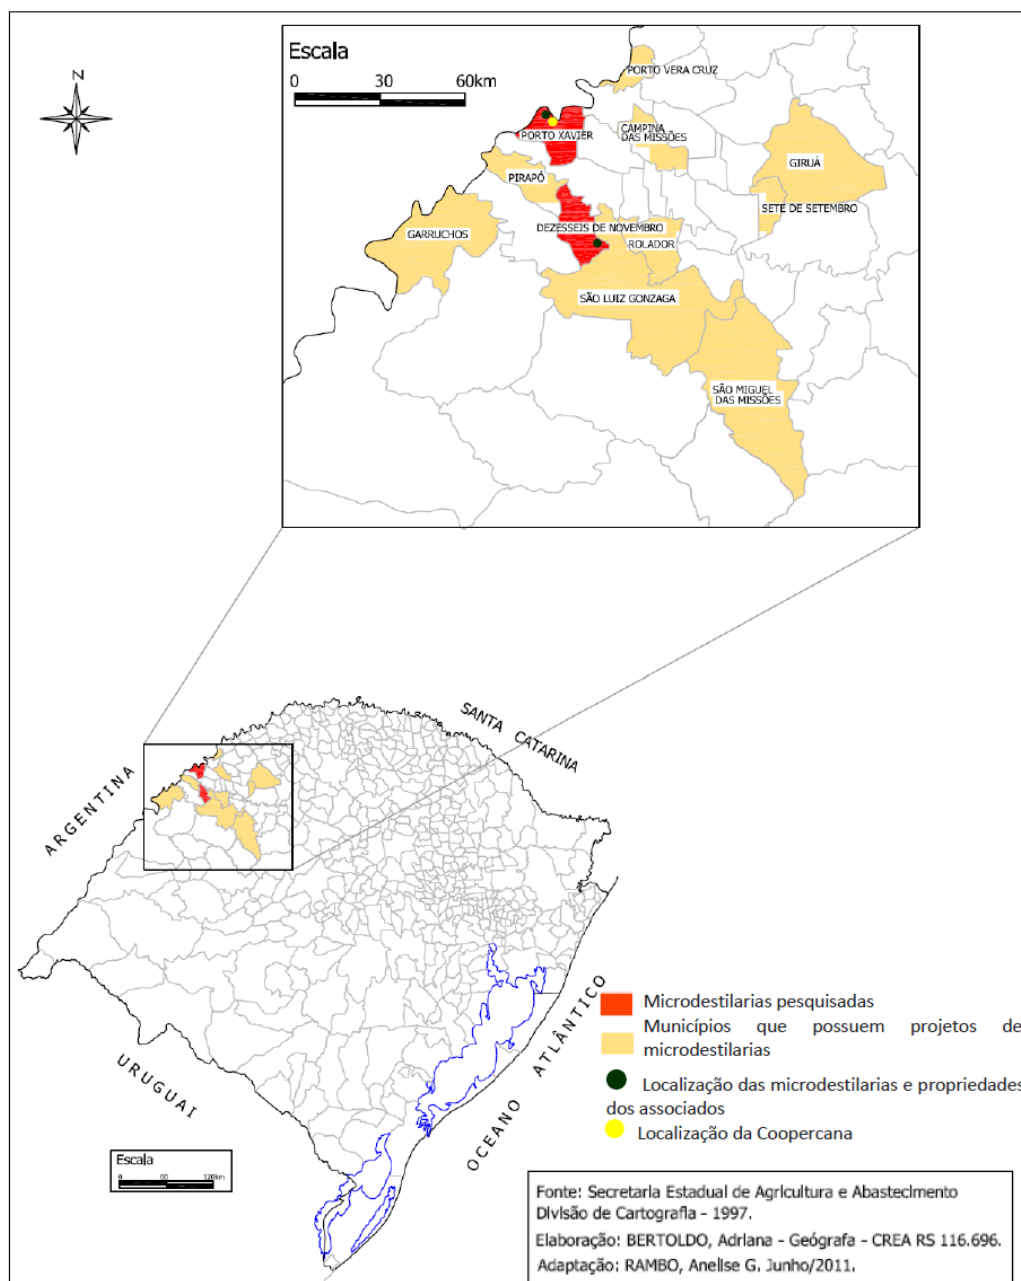 N
Escala
0 30 60km
PORTO VERA CRUZ
PORTO XAVIER
CAMPINA
DAS MISSÕES
GIRUÁ
PIRAPÓ
SETE DE SETEMBRO
DEZESSEIS DE NOVEMBRO
GARRUCHOS
ROLADOR
SÃO LUIZ GONZAGA
SÃO MIGUEL
DAS MISSÕES
SANTA CATARINA
ARGENTINA
URUGUAI
OCEANO ATLÂNTICO
Microdestilarias pesquisadas
Municípios que possuem projetos de
microdestilarias
Localização das microdestilarias e propriedades
dos associados
Localização da Coopercana
Escala
0 60 120km
Fonte: Secretaria Estadual de Agricultura e Abastecimento
Divisão de Cartografia - 1997.
Elaboração: BERTOLDO, Adriana - Geógrafa - CREA RS 116.696.
Adaptação: RAMBO, Anelise G. Junho/2011.